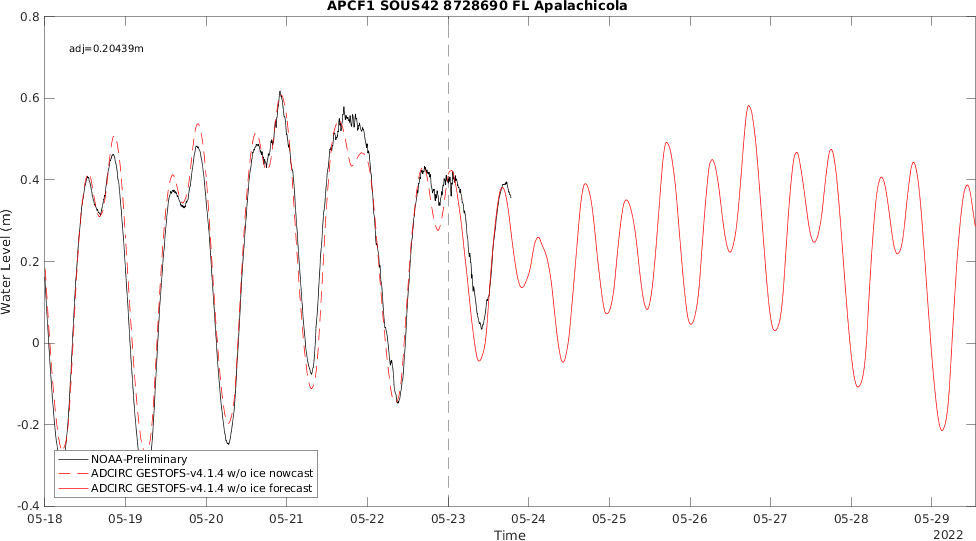 APCF1 SOUS42 8728690 FL Apalachicola
0.8
adj=0.20439m
0.6
0.4
0.2
0
-0.2
-0.4
Water Level (m)
NOAA-Preliminary
ADCIRC GESTOFS-v4.1.4 w/o ice nowcast
ADCIRC GESTOFS-v4.1.4 w/o ice forecast
05-18 05-19 05-20 05-21 05-22 05-23 05-24 05-25 05-26 05-27 05-28 05-29
Time
2022